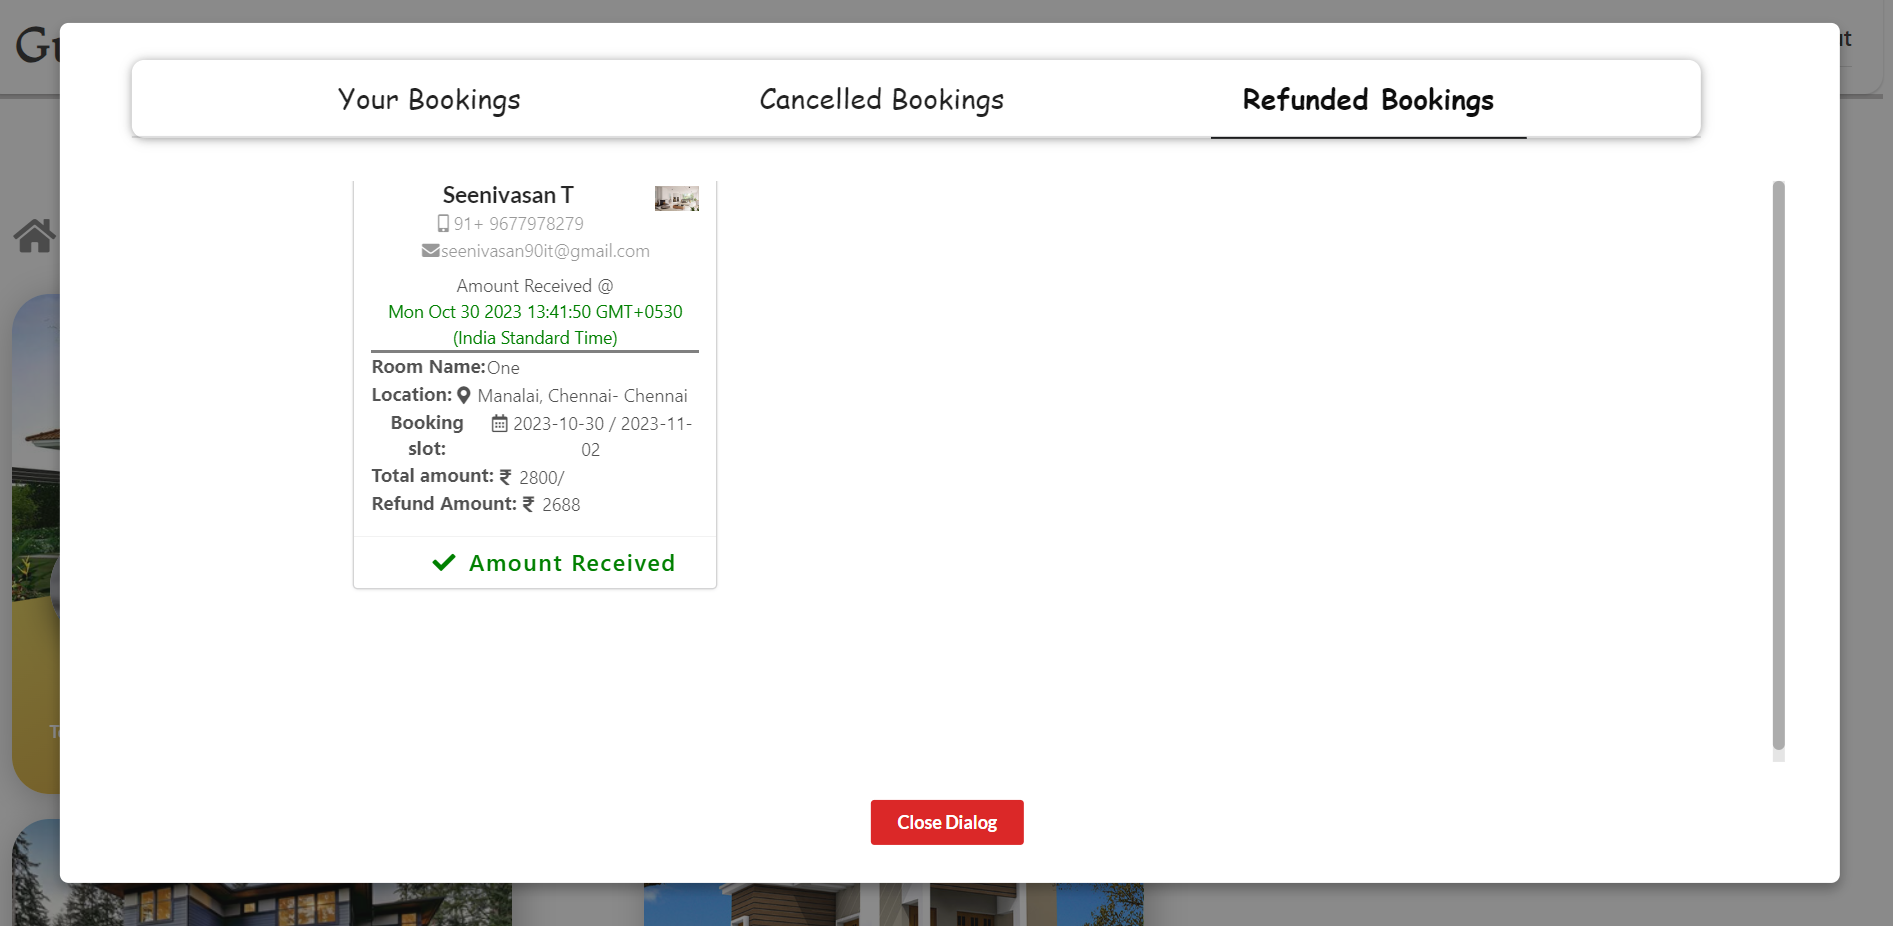 Your Bookings
Cancelled Bookings
Refunded Bookings
Seenivasan T
91+ 9677978279
seenivasan90it@gmail.com
Amount Received @
Mon Oct 30 2023 13:41:50 GMT+0530
(India Standard Time)
Room Name:One
Location: Manalai, Chennai- Chennai
Booking slot: 2023-10-30 / 2023-11-02
Total amount: ₹ 2800/
Refund Amount: ₹ 2688
Amount Received
Close Dialog